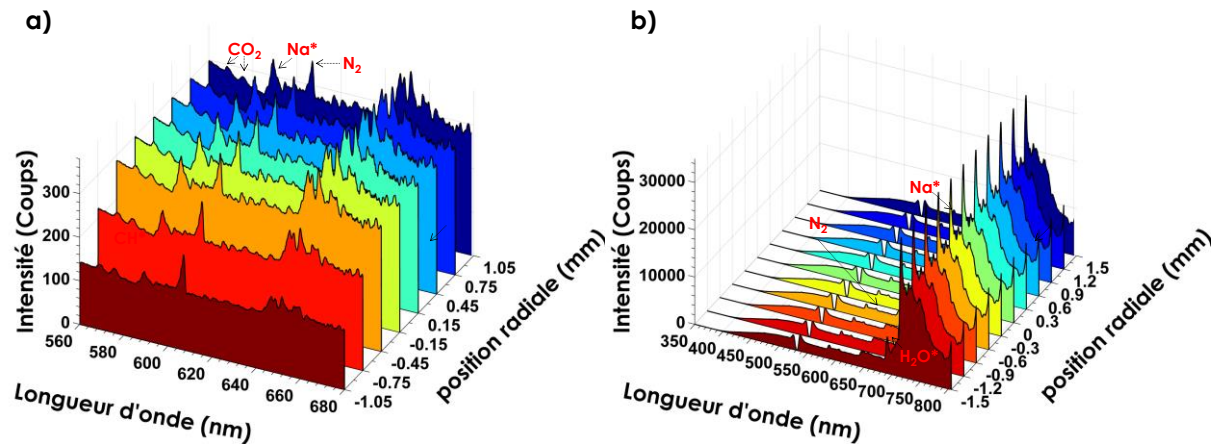 a)
CO2
Na*
N2
CH
Intensité (Coups)
300
200
100
0
560
580
600
620
640
660
680
Longueur d'onde (nm)
-1.05
-0.75
-0.45
-0.15
0.15
0.45
0.75
1.05
position radiale (mm)
b)
Na*
N2
H2O*
Intensité (Coups)
30000
20000
10000
0
350
400
450
500
550
600
650
700
750
800
Longueur d'onde (nm)
-1.5
-1.2
-0.9
-0.6
-0.3
-0
0.3
0.6
0.9
1.2
1.5
position radiale (mm)